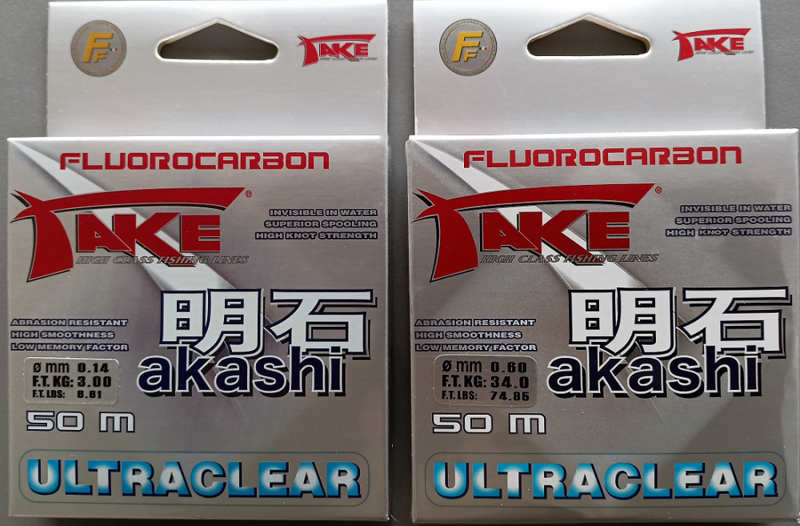 FF
TAKE
FLUOROCARBON
TAKE®
HIGH CLASS FISHING LINES
INVISIBLE IN WATER
SUPERIOR SPOOLING
HIGH KNOT STRENGTH
明石
akashi
ABRASION RESISTANT
HIGH SMOOTHNESS
LOW MEMORY FACTOR
ø mm 0.14
F.T. KG: 3.00
F.T. LBS: 6.61
50 M
ULTRACLEAR
FF
TAKE
FLUOROCARBON
TAKE®
HIGH CLASS FISHING LINES
INVISIBLE IN WATER
SUPERIOR SPOOLING
HIGH KNOT STRENGTH
明石
akashi
ABRASION RESISTANT
HIGH SMOOTHNESS
LOW MEMORY FACTOR
ø mm 0.60
F.T. KG: 34.0
F.T. LBS: 74.85
50 M
ULTRACLEAR